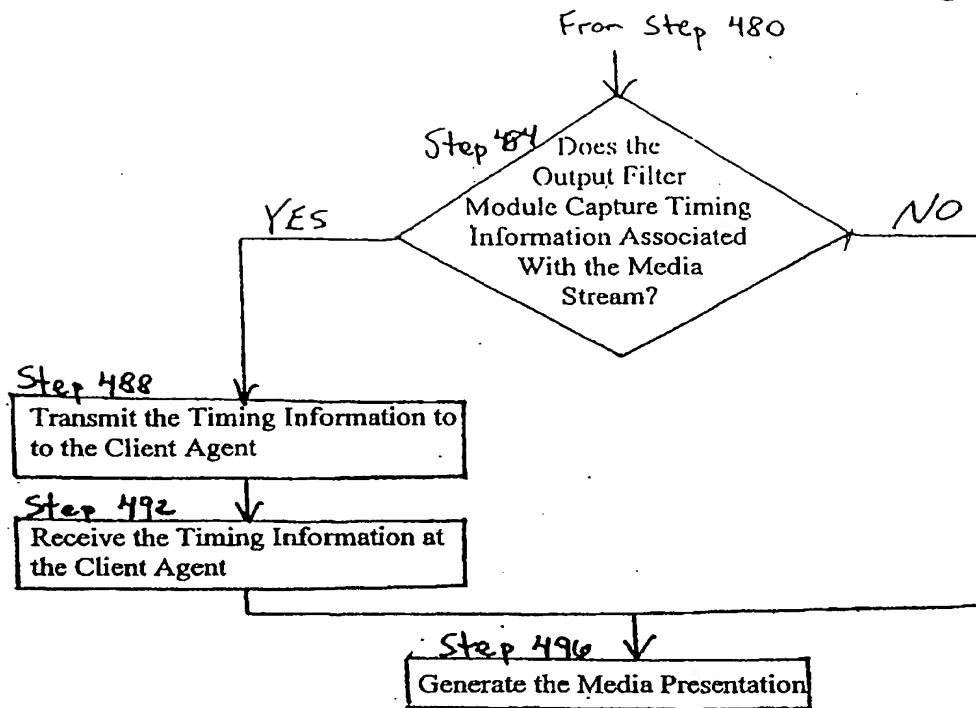 From Step 480
Step 484
Does the
Output Filter
Module Capture Timing
Information Associated
With the Media
Stream?
YES
NO
Step 488
Transmit the Timing Information to
to the Client Agent
Step 492
Receive the Timing Information at
the Client Agent
Step 496
Generate the Media Presentation